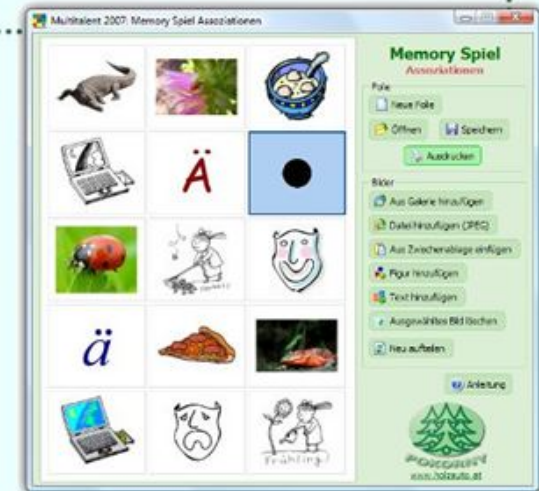 Multitalent 2007: Memory Spiel Assoziationen
Memory Spiel
Assoziationen
Folie
Neue Folie
Öffnen
Speichern
Ausdrucken
Bilder
Aus Galerie hinzufügen
Datei hinzufügen (JPEG)
Aus Zwischenablage einfügen
Figur hinzufügen
Text hinzufügen
Ausgewähltes Bild löschen
Neu aufteilen
Anleitung
POKORNY
www.holzauto.at
Ä
ä
Frühling!